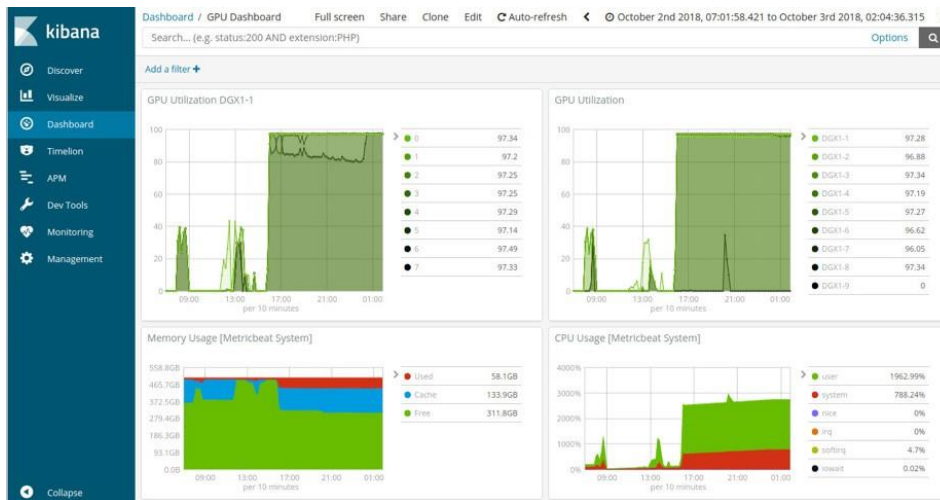 kibana
Discover
Visualize
Dashboard
Timelion
APM
Dev Tools
Monitoring
Management
Collapse
Dashboard / GPU Dashboard Full screen Share Clone Edit Auto-refresh October 2nd 2018, 07:01:58.421 to October 3rd 2018, 02:04:36.315
Search... (e.g. status:200 AND extension:PHP) Options
Add a filter +
GPU Utilization DGX1-1
100
80
60
40
20
0
09:00 13:00 17:00 21:00 01:00
per 10 minutes
0 97.34
1 97.2
2 97.25
3 97.25
4 97.29
5 97.14
6 97.49
7 97.33
GPU Utilization
100
80
60
40
20
0
09:00 13:00 17:00 21:00 01:00
per 10 minutes
DGX1-1 97.28
DGX1-2 96.88
DGX1-3 97.34
DGX1-4 97.19
DGX1-5 97.27
DGX1-6 96.62
DGX1-7 96.05
DGX1-8 97.34
DGX1-9 0
Memory Usage [Metricbeat System]
558.8GB
465.7GB
372.5GB
279.4GB
186.3GB
93.1GB
0.0B
09:00 13:00 17:00 21:00 01:00
per 10 minutes
Used 58.1GB
Cache 133.9GB
Free 311.8GB
CPU Usage [Metricbeat System]
4000%
3000%
2000%
1000%
0%
09:00 13:00 17:00 21:00 01:00
per 10 minutes
user 1962.99%
system 788.24%
nice 0%
irq 0%
softirq 4.7%
iowait 0.02%